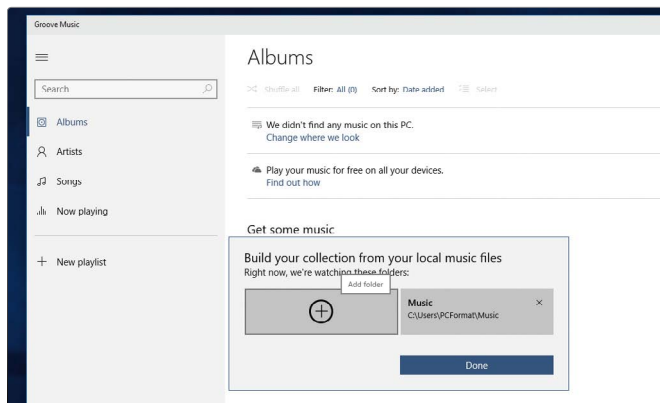 Groove Music
Search
Albums
Artists
Songs
Now playing
New playlist
Albums
Shuffle all Filter: All (0) Sort by: Date added Select
We didn't find any music on this PC.
Change where we look
Play your music for free on all your devices.
Find out how
Get some music
Build your collection from your local music files
Right now, we're watching these folders:
Add folder
Music
C:\Users\PCFormat\Music
Done